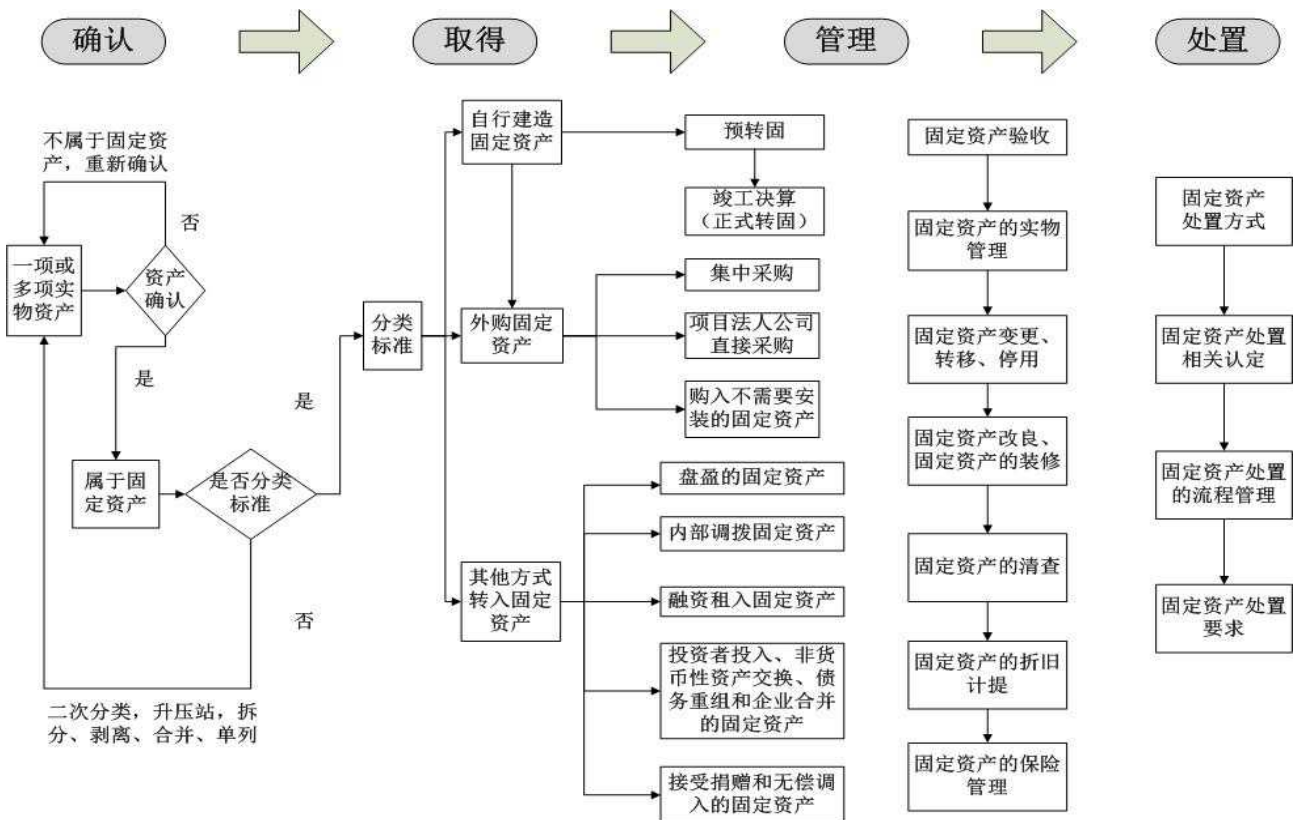 确认
取得
管理
处置
不属于固定资
产，重新确认
否
一项或
多项实
物资产
资产
确认
是
属于固
定资产
是否分类
标准
是
否
二次分类，升压站，拆
分、剥离、合并、单列
分类
标准
自行建造
固定资产
预转固
竣工决算
（正式转固）
外购固定
资产
集中采购
项目法人公司
直接采购
购入不需要安
装的固定资产
其他方式
转入固定
资产
盘盈的固定资产
内部调拨固定资产
融资租入固定资产
投资者投入、非货
币性资产交换、债
务重组和企业合并
的固定资产
接受捐赠和无偿调
入的固定资产
固定资产验收
固定资产的实物
管理
固定资产变更、
转移、停用
固定资产改良、
固定资产的装修
固定资产的清查
固定资产的折旧
计提
固定资产的保险
管理
固定资产
处置方式
固定资产处置
相关认定
固定资产处置
的流程管理
固定资产处置
要求